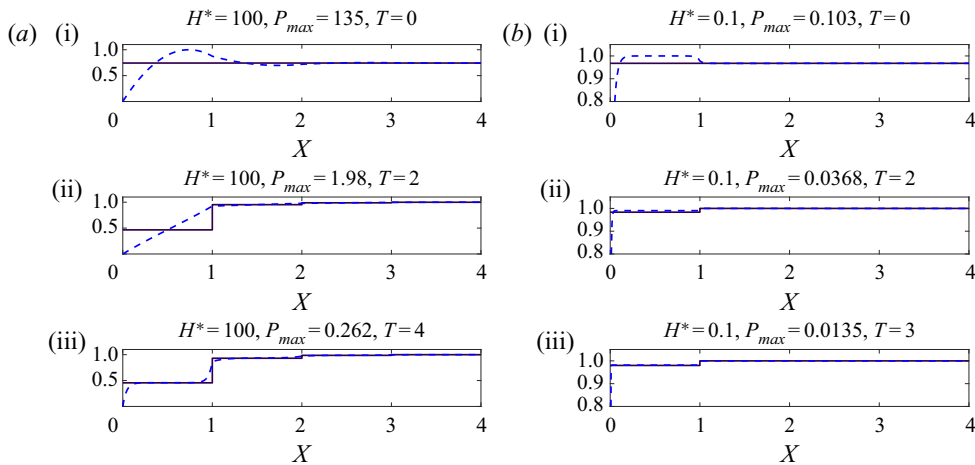 (a) (i) H* = 100, P_max = 135, T = 0
1.0
0.5
0 1 2 3 4
X
(ii) H* = 100, P_max = 1.98, T = 2
1.0
0.5
0 1 2 3 4
X
(iii) H* = 100, P_max = 0.262, T = 4
1.0
0.5
0 1 2 3 4
X
(b) (i) H* = 0.1, P_max = 0.103, T = 0
1.0
0.9
0.8
0 1 2 3 4
X
(ii) H* = 0.1, P_max = 0.0368, T = 2
1.0
0.9
0.8
0 1 2 3 4
X
(iii) H* = 0.1, P_max = 0.0135, T = 3
1.0
0.9
0.8
0 1 2 3 4
X